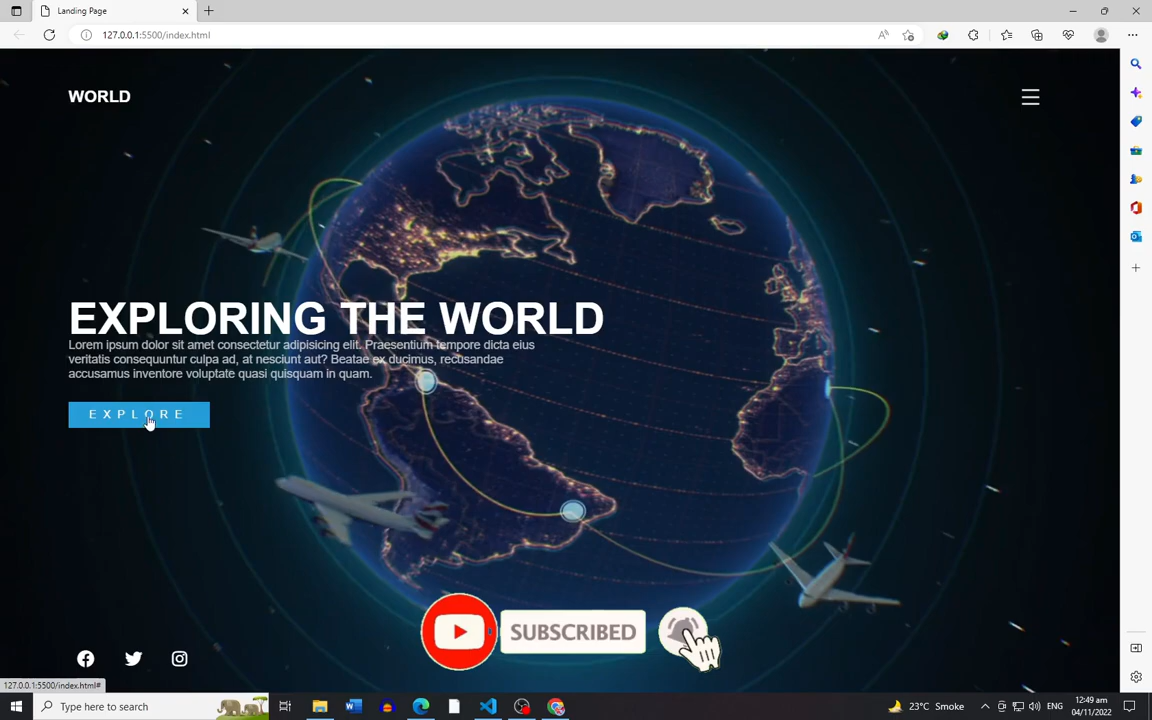 Landing Page
127.0.0.1:5500/index.html
WORLD
EXPLORING THE WORLD
Lorem ipsum dolor sit amet consectetur adipisicing elit. Praesentium tempore dicta eius
veritatis consequuntur culpa ad, at nesciunt aut? Beatae ex ducimus, recusandae
accusamus inventore voluptate quasi quisquam in quam.
EXPLORE
SUBSCRIBED
127.0.0.1:5500/index.html#
Type here to search
23°C Smoke
ENG
12:49 am
04/11/2022